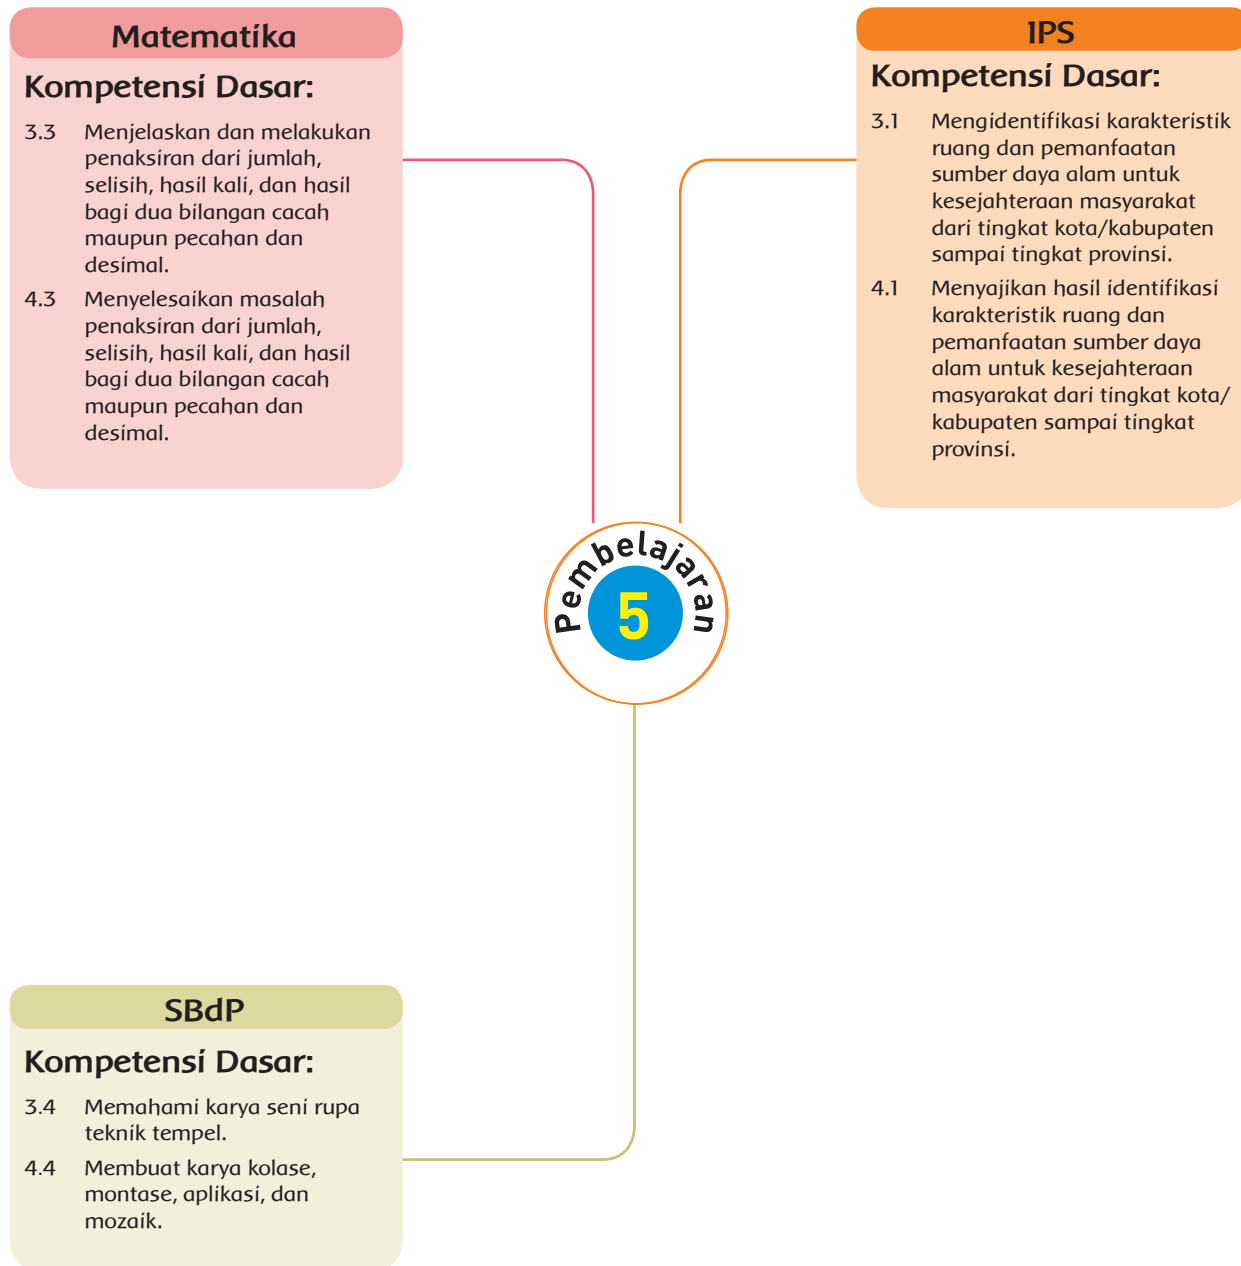 Matematika
Kompetensi Dasar:
3.3 Menjelaskan dan melakukan
penaksiran dari jumlah,
selisih, hasil kali, dan hasil
bagi dua bilangan cacah
maupun pecahan dan
desimal.
4.3 Menyelesaikan masalah
penaksiran dari jumlah,
selisih, hasil kali, dan hasil
bagi dua bilangan cacah
maupun pecahan dan
desimal.
IPS
Kompetensi Dasar:
3.1 Mengidentifikasi karakteristik
ruang dan pemanfaatan
sumber daya alam untuk
kesejahteraan masyarakat
dari tingkat kota/kabupaten
sampai tingkat provinsi.
4.1 Menyajikan hasil identifikasi
karakteristik ruang dan
pemanfaatan sumber daya
alam untuk kesejahteraan
masyarakat dari tingkat kota/
kabupaten sampai tingkat
provinsi.
Pembelajaran
5
SBdP
Kompetensi Dasar:
3.4 Memahami karya seni rupa
teknik tempel.
4.4 Membuat karya kolase,
montase, aplikasi, dan
mozaik.